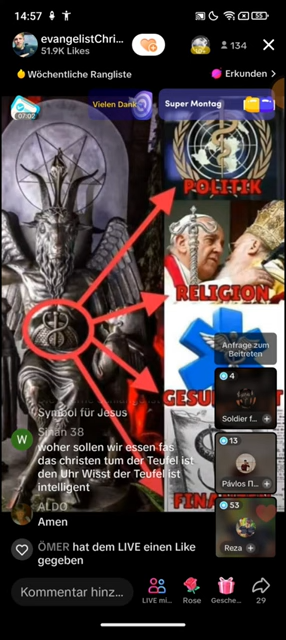 14:57
55
evangelistChri...
51.9K Likes
134
Wöchentliche Rangliste
Erkunden >
07:02
Vielen Dank
Super Montag
POLITIK
RELIGION
Anfrage zum
Beitreten
4
Soldier f...
13
Pávlos Π...
53
Reza
Symbol für Jesus
W
Sinan 38
woher sollen wir essen fas
das christen tum der Teufel ist
den Uhr Wisst der Teufel ist
intelligent
ALDO
Amen
ÖMER hat dem LIVE einen Like
gegeben
Kommentar hinz...
LIVE mi...
Rose
Gesche...
29